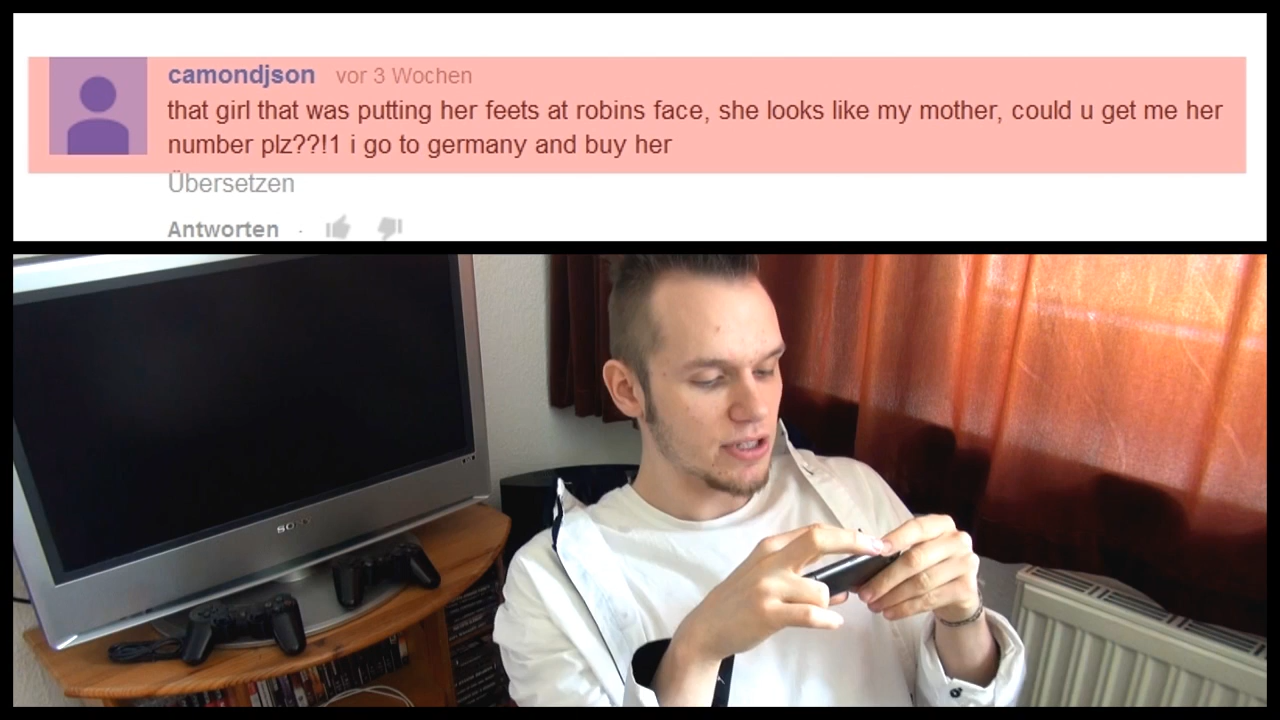 camondjson vor 3 Wochen
that girl that was putting her feets at robins face, she looks like my mother, could u get me her
number plz??!1 i go to germany and buy her
Übersetzen
Antworten ·
SONY